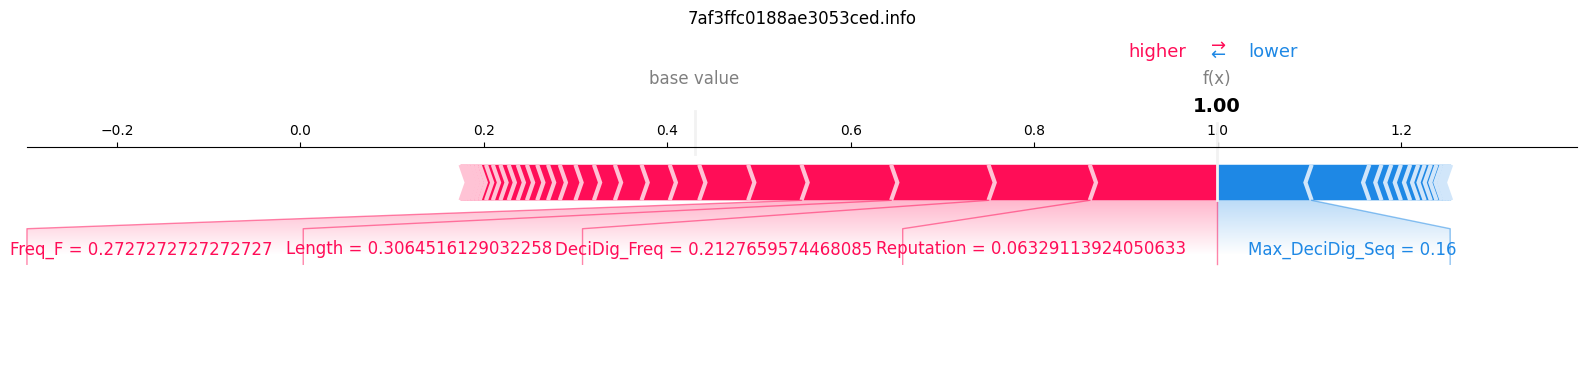 7af3ffc0188ae3053ced.info
higher ⇄ lower
base value f(x)
1.00
−0.2 0.0 0.2 0.4 0.6 0.8 1.0 1.2
Freq_F = 0.2727272727272727 Length = 0.3064516129032258 DeciDig_Freq = 0.2127659574468085 Reputation = 0.06329113924050633 Max_DeciDig_Seq = 0.16